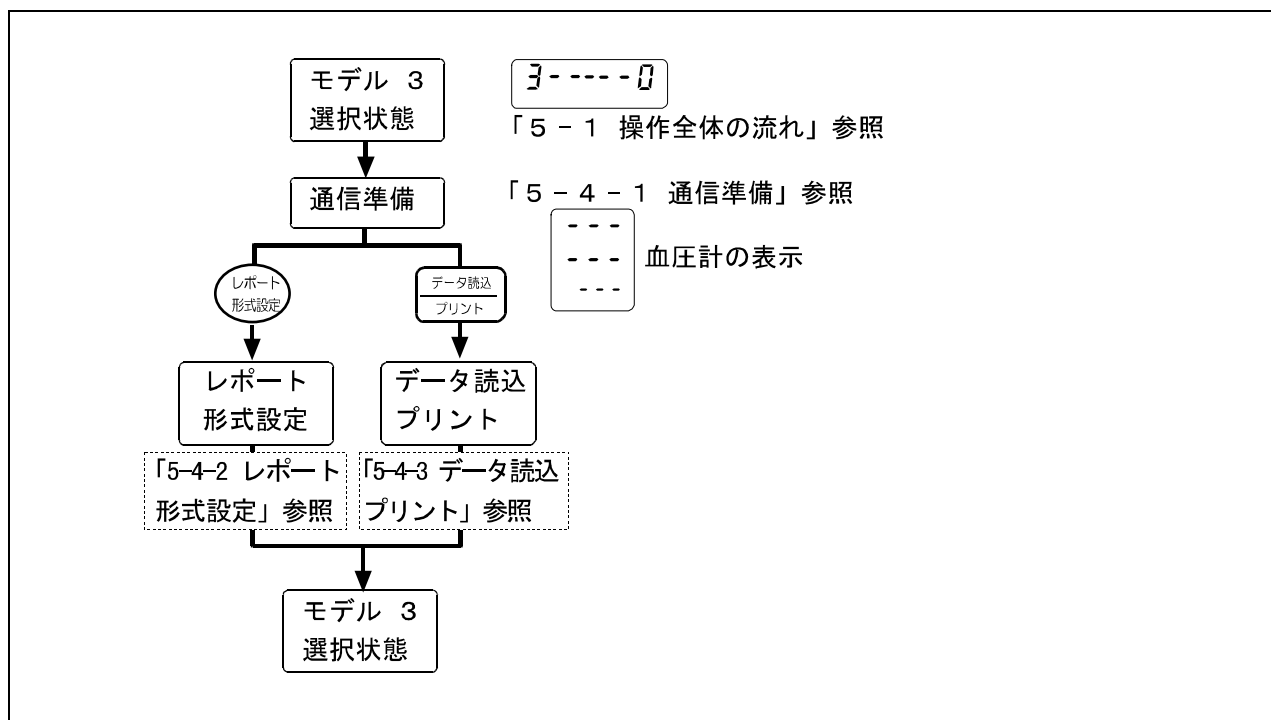 モデル 3
選択状態
3-----0
「5-1 操作全体の流れ」参照
通信準備
「5-4-1 通信準備」参照
---
---
---
血圧計の表示
レポート
形式設定
データ読込
プリント
レポート
形式設定
データ読込
プリント
「5-4-2 レポート
形式設定」参照
「5-4-3 データ読込
プリント」参照
モデル 3
選択状態